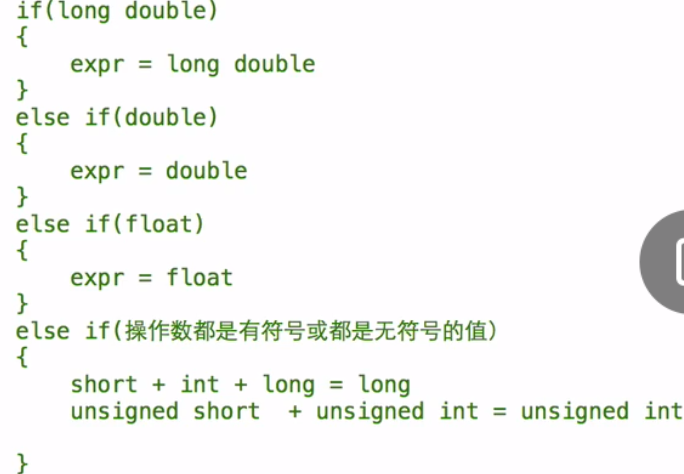 if(long double)
{
    expr = long double
}
else if(double)
{
    expr = double
}
else if(float)
{
    expr = float
}
else if(操作数都是有符号或都是无符号的值)
{
    short + int + long = long
    unsigned short  + unsigned int = unsigned int

}